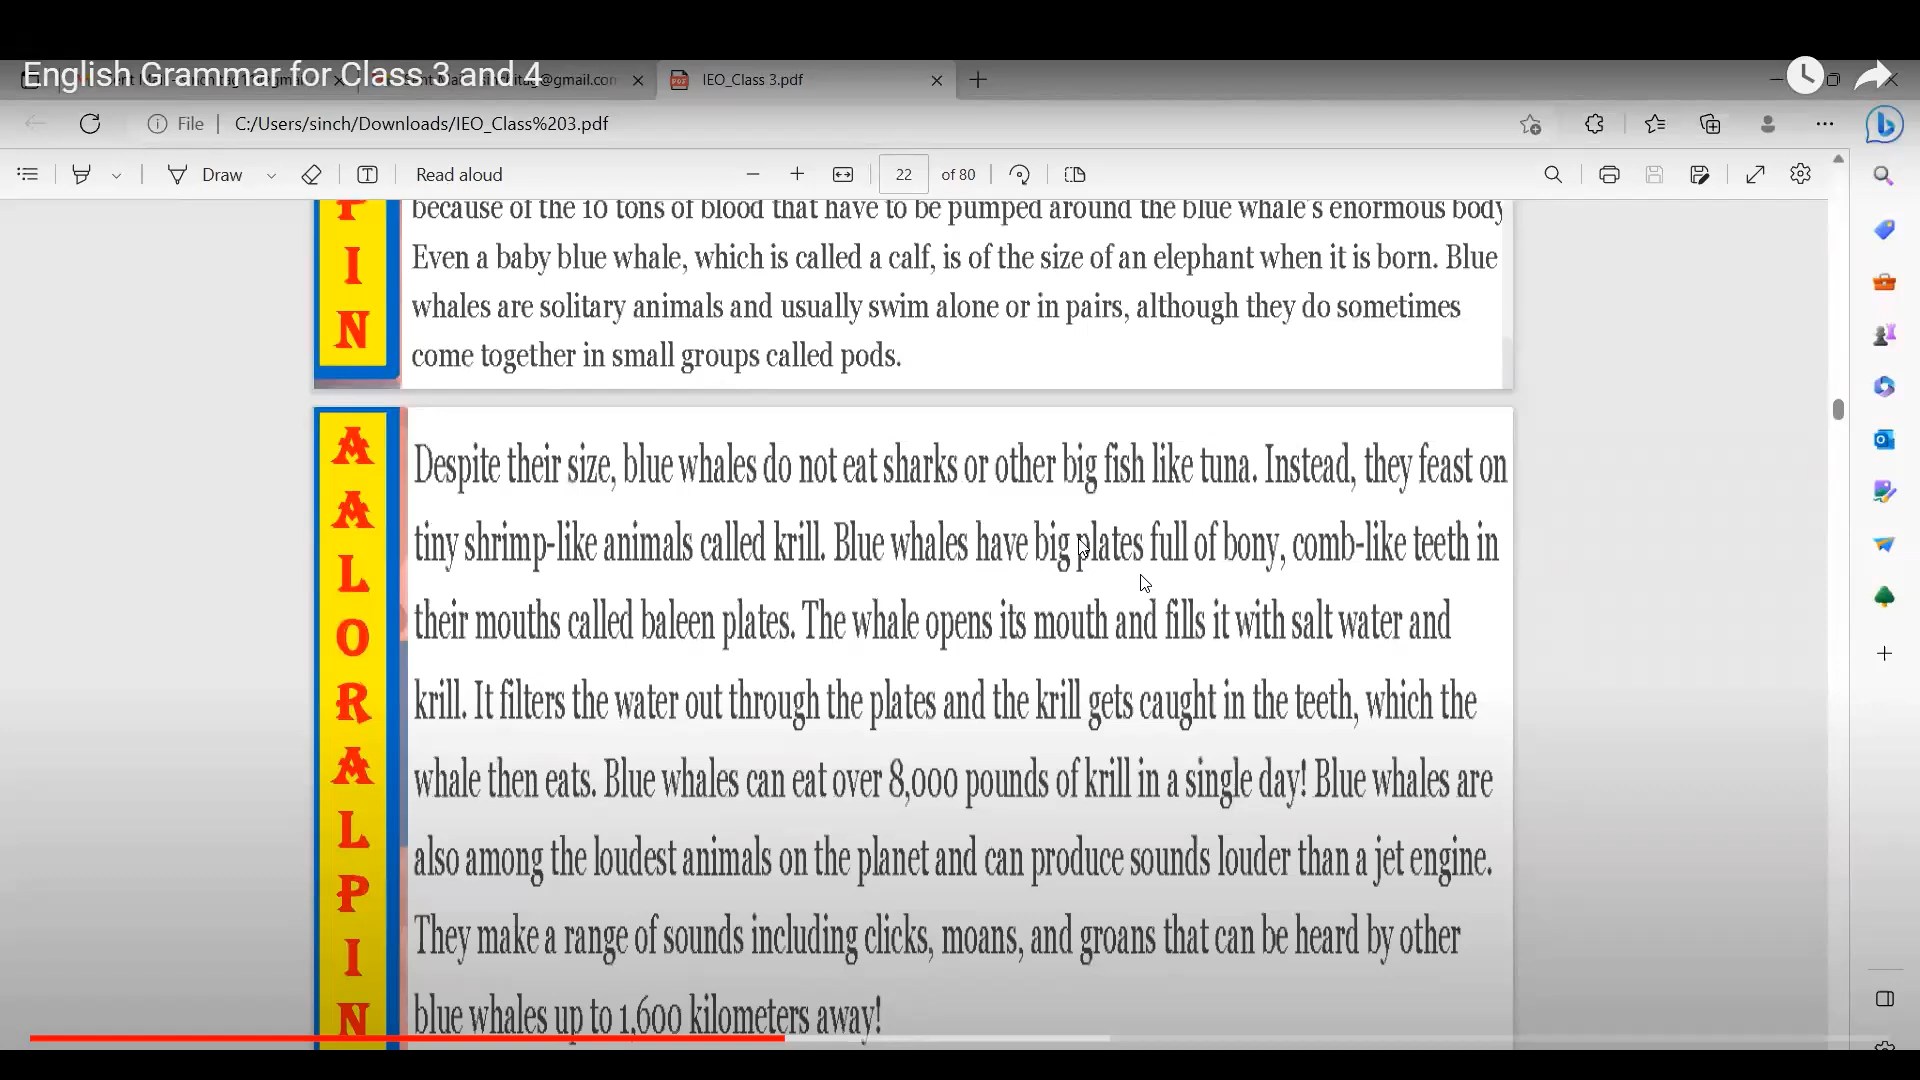 English Grammar for Class 3 and 4
@gmail.con
IEO_Class 3.pdf
File
C:/Users/sinch/Downloads/IEO_Class%203.pdf
Draw
Read aloud
22
of 80
P
I
N
because of the 10 tons of blood that have to be pumped around the blue whale's enormous body
Even a baby blue whale, which is called a calf, is of the size of an elephant when it is born. Blue
whales are solitary animals and usually swim alone or in pairs, although they do sometimes
come together in small groups called pods.
A
A
L
O
R
A
L
P
I
N
Despite their size, blue whales do not eat sharks or other big fish like tuna. Instead, they feast on
tiny shrimp-like animals called krill. Blue whales have big plates full of bony, comb-like teeth in
their mouths called baleen plates. The whale opens its mouth and fills it with salt water and
krill. It filters the water out through the plates and the krill gets caught in the teeth, which the
whale then eats. Blue whales can eat over 8,000 pounds of krill in a single day! Blue whales are
also among the loudest animals on the planet and can produce sounds louder than a jet engine.
They make a range of sounds including clicks, moans, and groans that can be heard by other
blue whales up to 1,600 kilometers away!